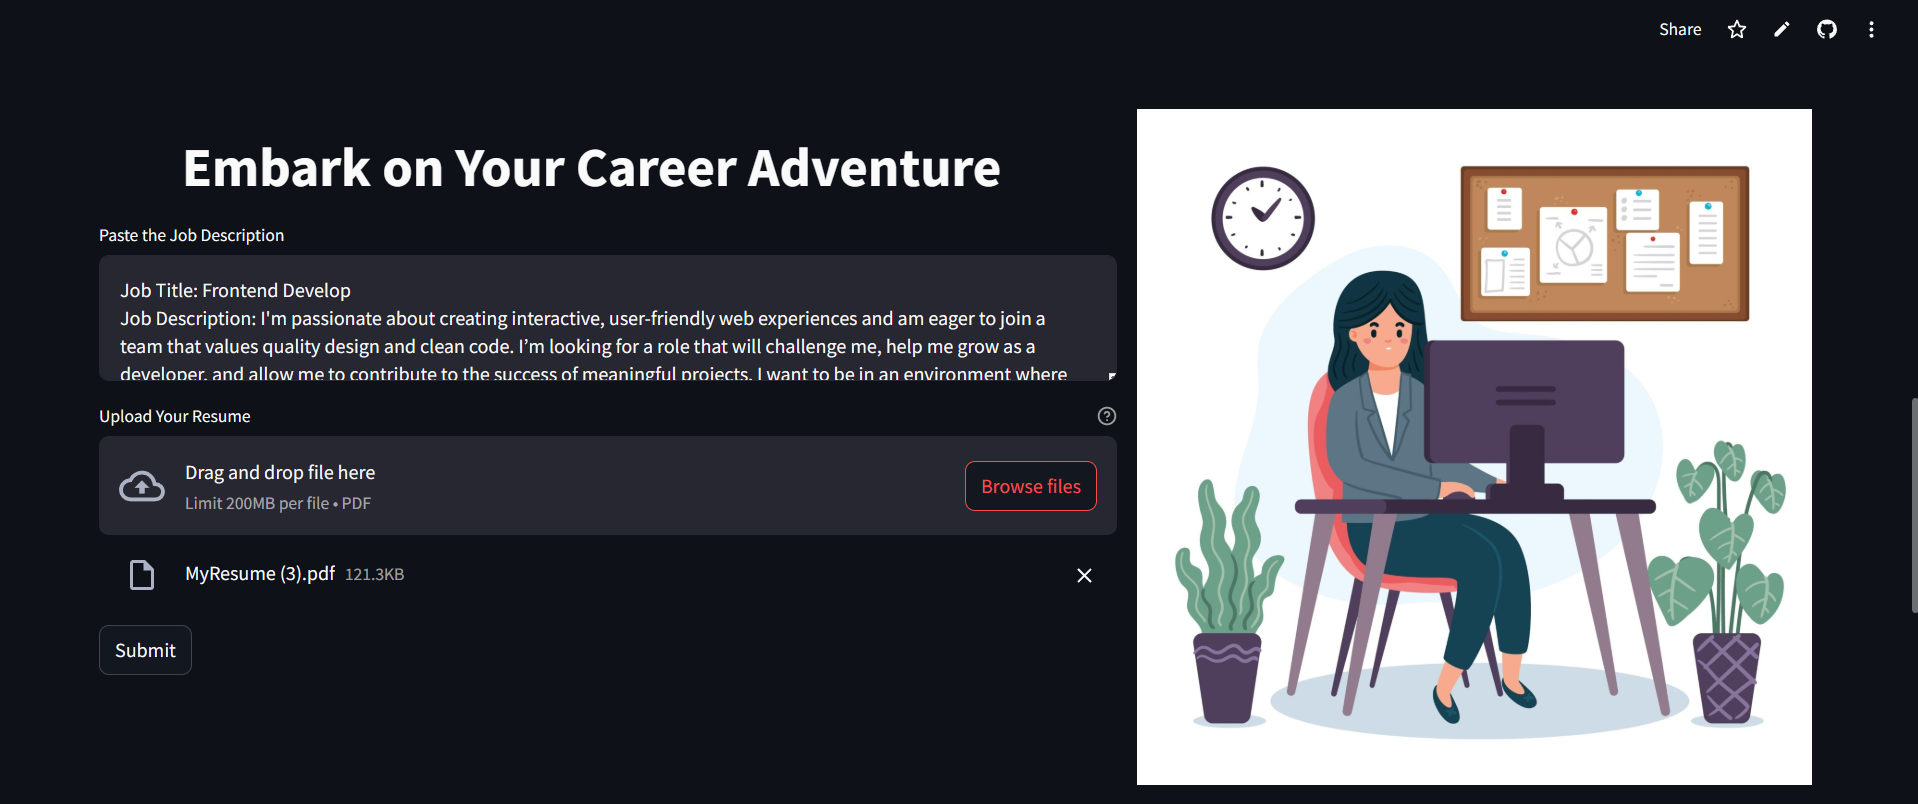 Share
Embark on Your Career Adventure
Paste the Job Description
Job Title: Frontend Develop
Job Description: I'm passionate about creating interactive, user-friendly web experiences and am eager to join a
team that values quality design and clean code. I’m looking for a role that will challenge me, help me grow as a
developer, and allow me to contribute to the success of meaningful projects. I want to be in an environment where
Upload Your Resume
Drag and drop file here
Limit 200MB per file • PDF
Browse files
MyResume (3).pdf 121.3KB
Submit